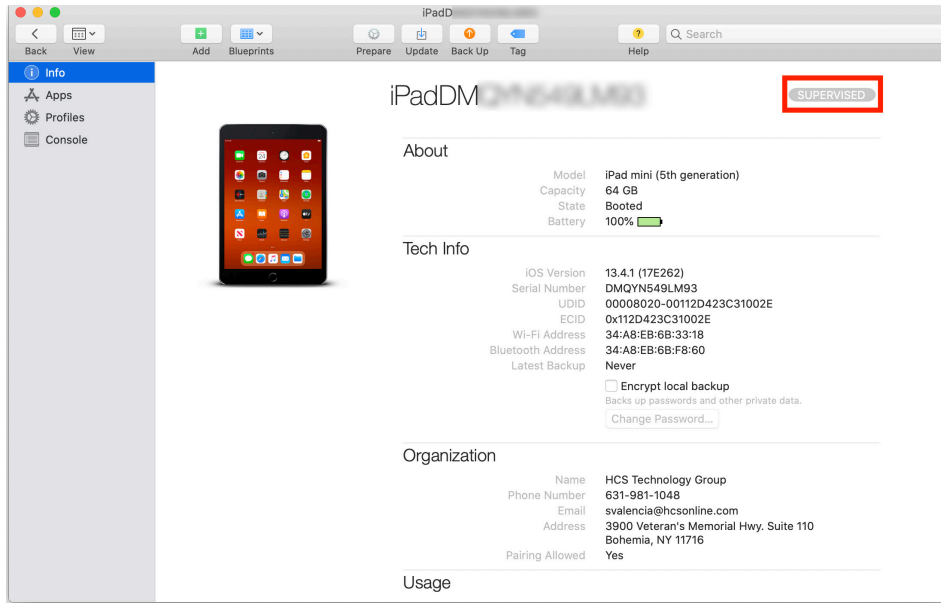 iPadD
Back View Add Blueprints Prepare Update Back Up Tag Help
Search
Info
Apps
Profiles
Console
iPadDM
SUPERVISED
About
Model iPad mini (5th generation)
Capacity 64 GB
State Booted
Battery 100%
Tech Info
iOS Version 13.4.1 (17E262)
Serial Number DMQYN549LM93
UDID 00008020-00112D423C31002E
ECID 0x112D423C31002E
Wi-Fi Address 34:A8:EB:6B:33:18
Bluetooth Address 34:A8:EB:6B:F8:60
Latest Backup Never
Encrypt local backup
Backs up passwords and other private data.
Change Password...
Organization
Name HCS Technology Group
Phone Number 631-981-1048
Email svalencia@hcsonline.com
Address 3900 Veteran's Memorial Hwy. Suite 110
Bohemia, NY 11716
Pairing Allowed Yes
Usage